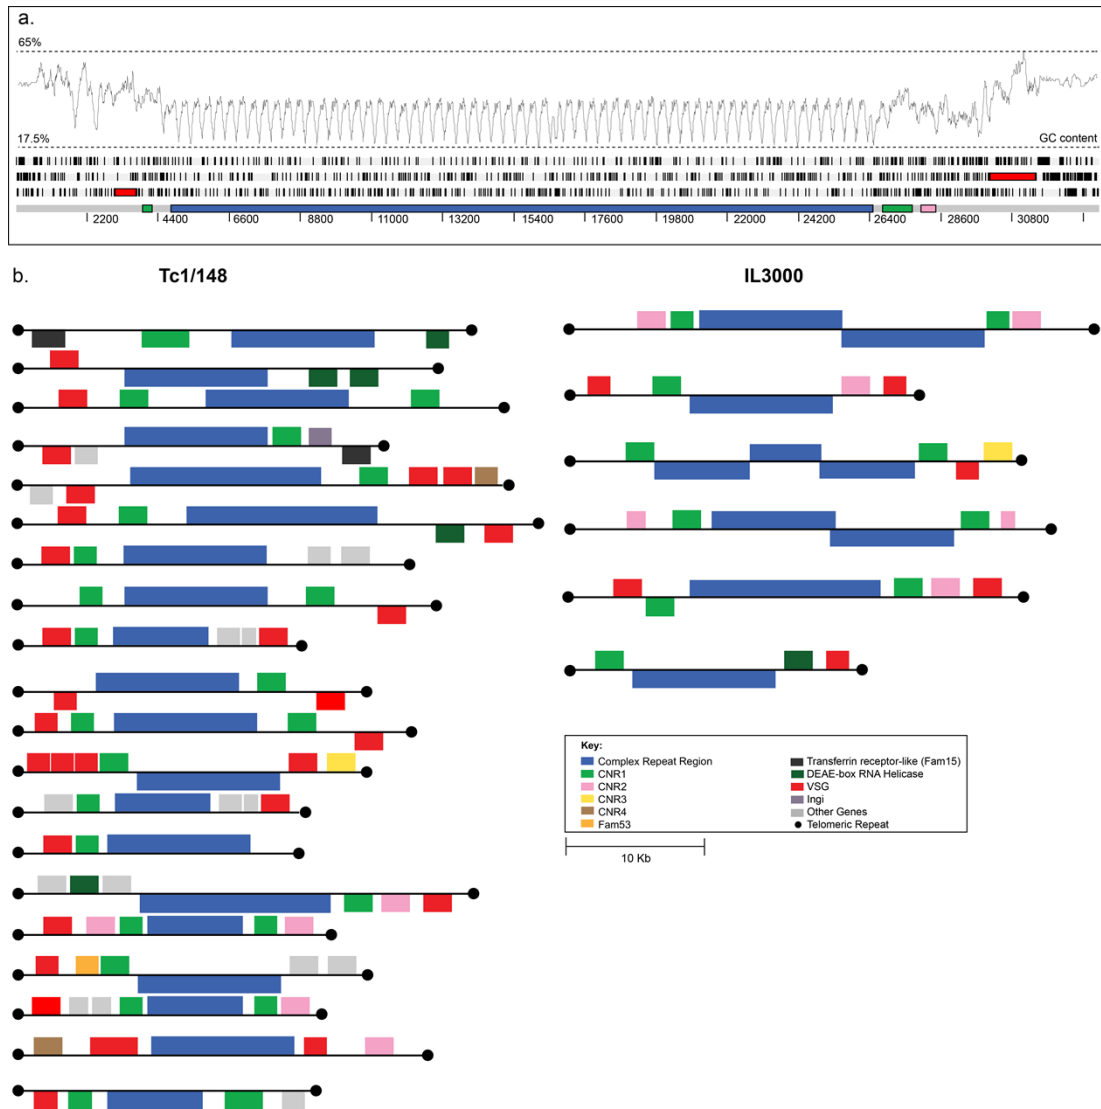 a.
65%
17.5%
GC content
2200 4400 6600 8800 11000 13200 15400 17600 19800 22000 24200 26400 28600 30800
b.
Tc1/148
IL3000
Key:
Complex Repeat Region
CNR1
CNR2
CNR3
CNR4
Fam53
Transferrin receptor-like (Fam15)
DEAE-box RNA Helicase
VSG
Ingi
Other Genes
Telomeric Repeat
10 Kb